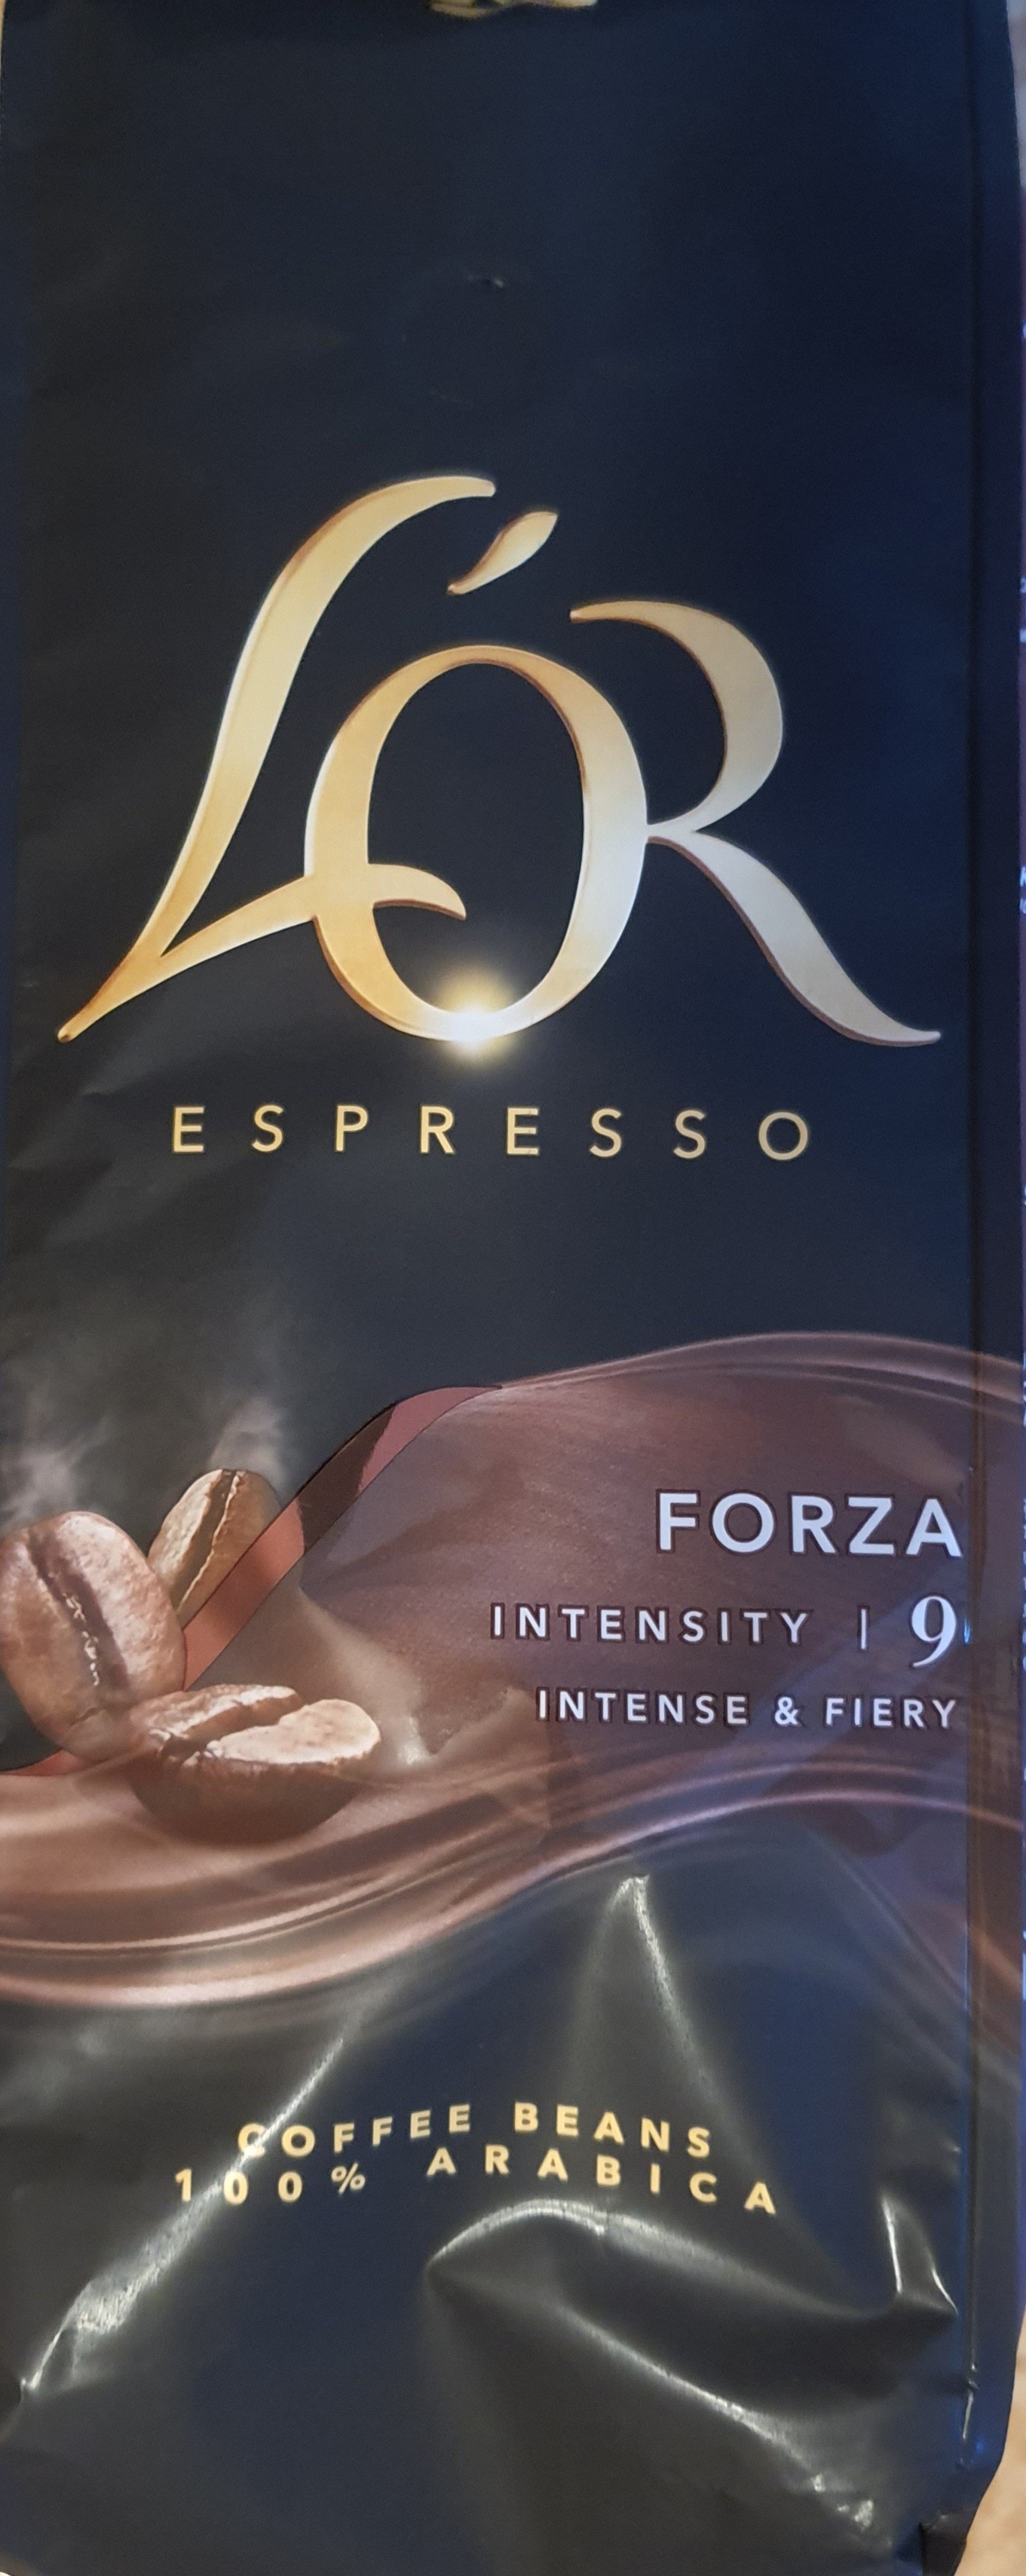 L'OR
ESPRESSO
FORZA
INTENSITY | 9
INTENSE & FIERY
COFFEE BEANS
100% ARABICA